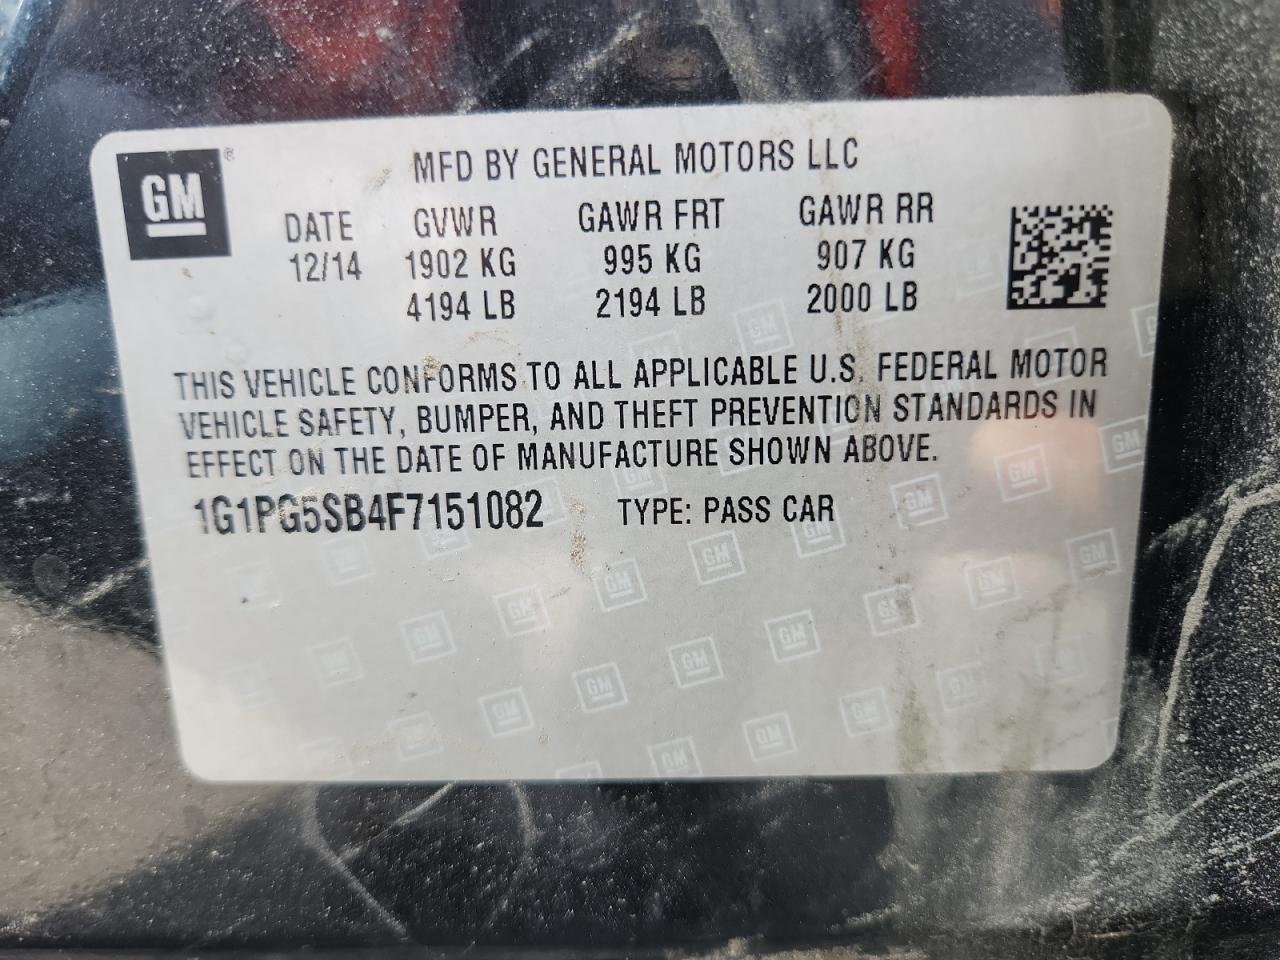 GM®
MFD BY GENERAL MOTORS LLC
DATE GVWR GAWR FRT GAWR RR
12/14 1902 KG 995 KG 907 KG
4194 LB 2194 LB 2000 LB
THIS VEHICLE CONFORMS TO ALL APPLICABLE U.S. FEDERAL MOTOR
VEHICLE SAFETY, BUMPER, AND THEFT PREVENTION STANDARDS IN
EFFECT ON THE DATE OF MANUFACTURE SHOWN ABOVE.
1G1PG5SB4F7151082 TYPE: PASS CAR